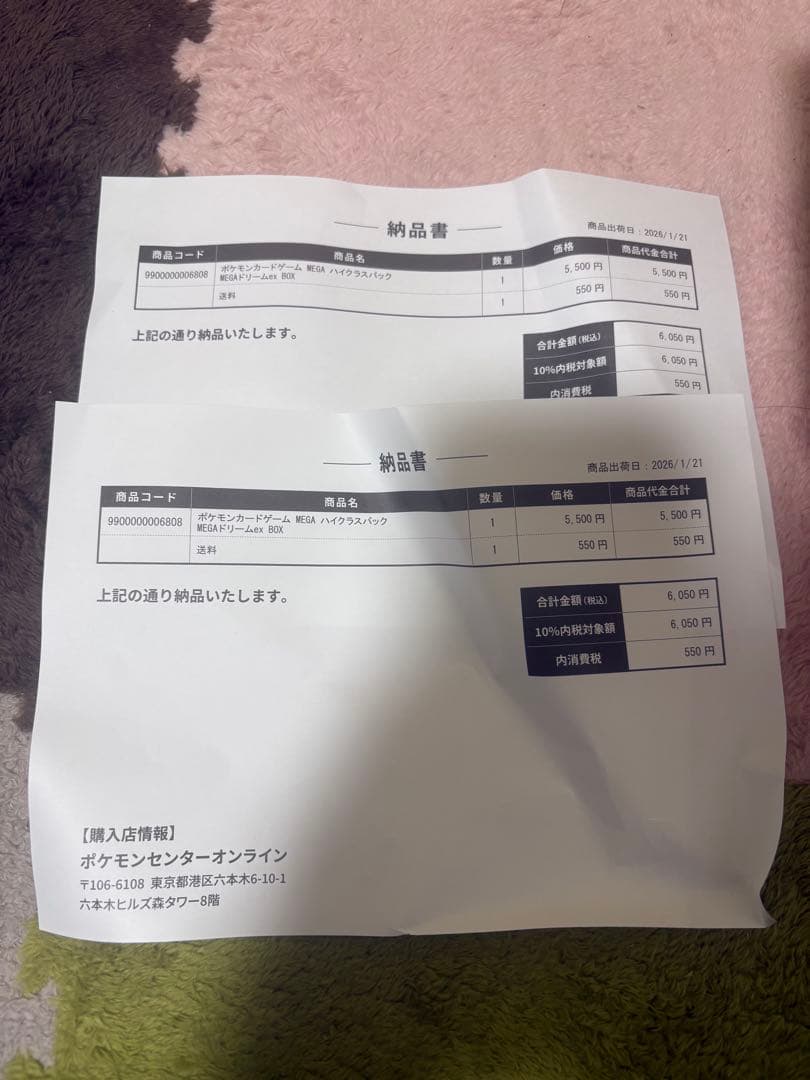 納品書
商品出荷日：2026/1/21
商品コード 商品名 数量 価格 商品代金合計
9900000006808 ポケモンカードゲーム MEGA ハイクラスパック 1 5,500 円 5,500 円
MEGAドリームex BOX
送料 1 550 円 550 円
上記の通り納品いたします。
合計金額(税込) 6,050 円
10%内税対象額 6,050 円
内消費税 550 円
納品書
商品出荷日：2026/1/21
商品コード 商品名 数量 価格 商品代金合計
9900000006808 ポケモンカードゲーム MEGA ハイクラスパック 1 5,500 円 5,500 円
MEGAドリームex BOX
送料 1 550 円 550 円
上記の通り納品いたします。
合計金額(税込) 6,050 円
10%内税対象額 6,050 円
内消費税 550 円
【購入店情報】
ポケモンセンターオンライン
〒106-6108 東京都港区六本木6-10-1
六本木ヒルズ森タワー8階